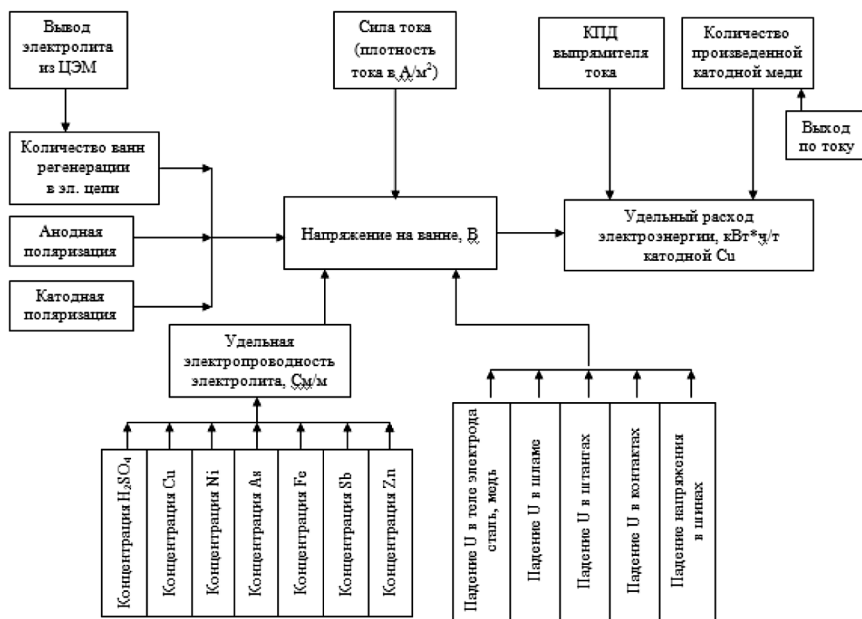 Вывод
электролита
из ЦЭМ
Сила тока
(плотность
тока в А/м²)
КПД
выпрямителя
тока
Количество
произведенной
катодной меди
Выход
по току
Количество ванн
регенерации
в эл. цепи
Анодная
поляризация
Катодная
поляризация
Напряжение на ванне, В
Удельный расход
электроэнергии, кВт*ч/т
катодной Cu
Удельная
электропроводность
электролита, См/м
Концентрация H₂SO₄
Концентрация Cu
Концентрация Ni
Концентрация As
Концентрация Fe
Концентрация Sb
Концентрация Zn
Падение U в теле электрода
сталь, медь
Падение U в шламе
Падение U в штангах
Падение U в контактах
Падение напряжения
в шинах